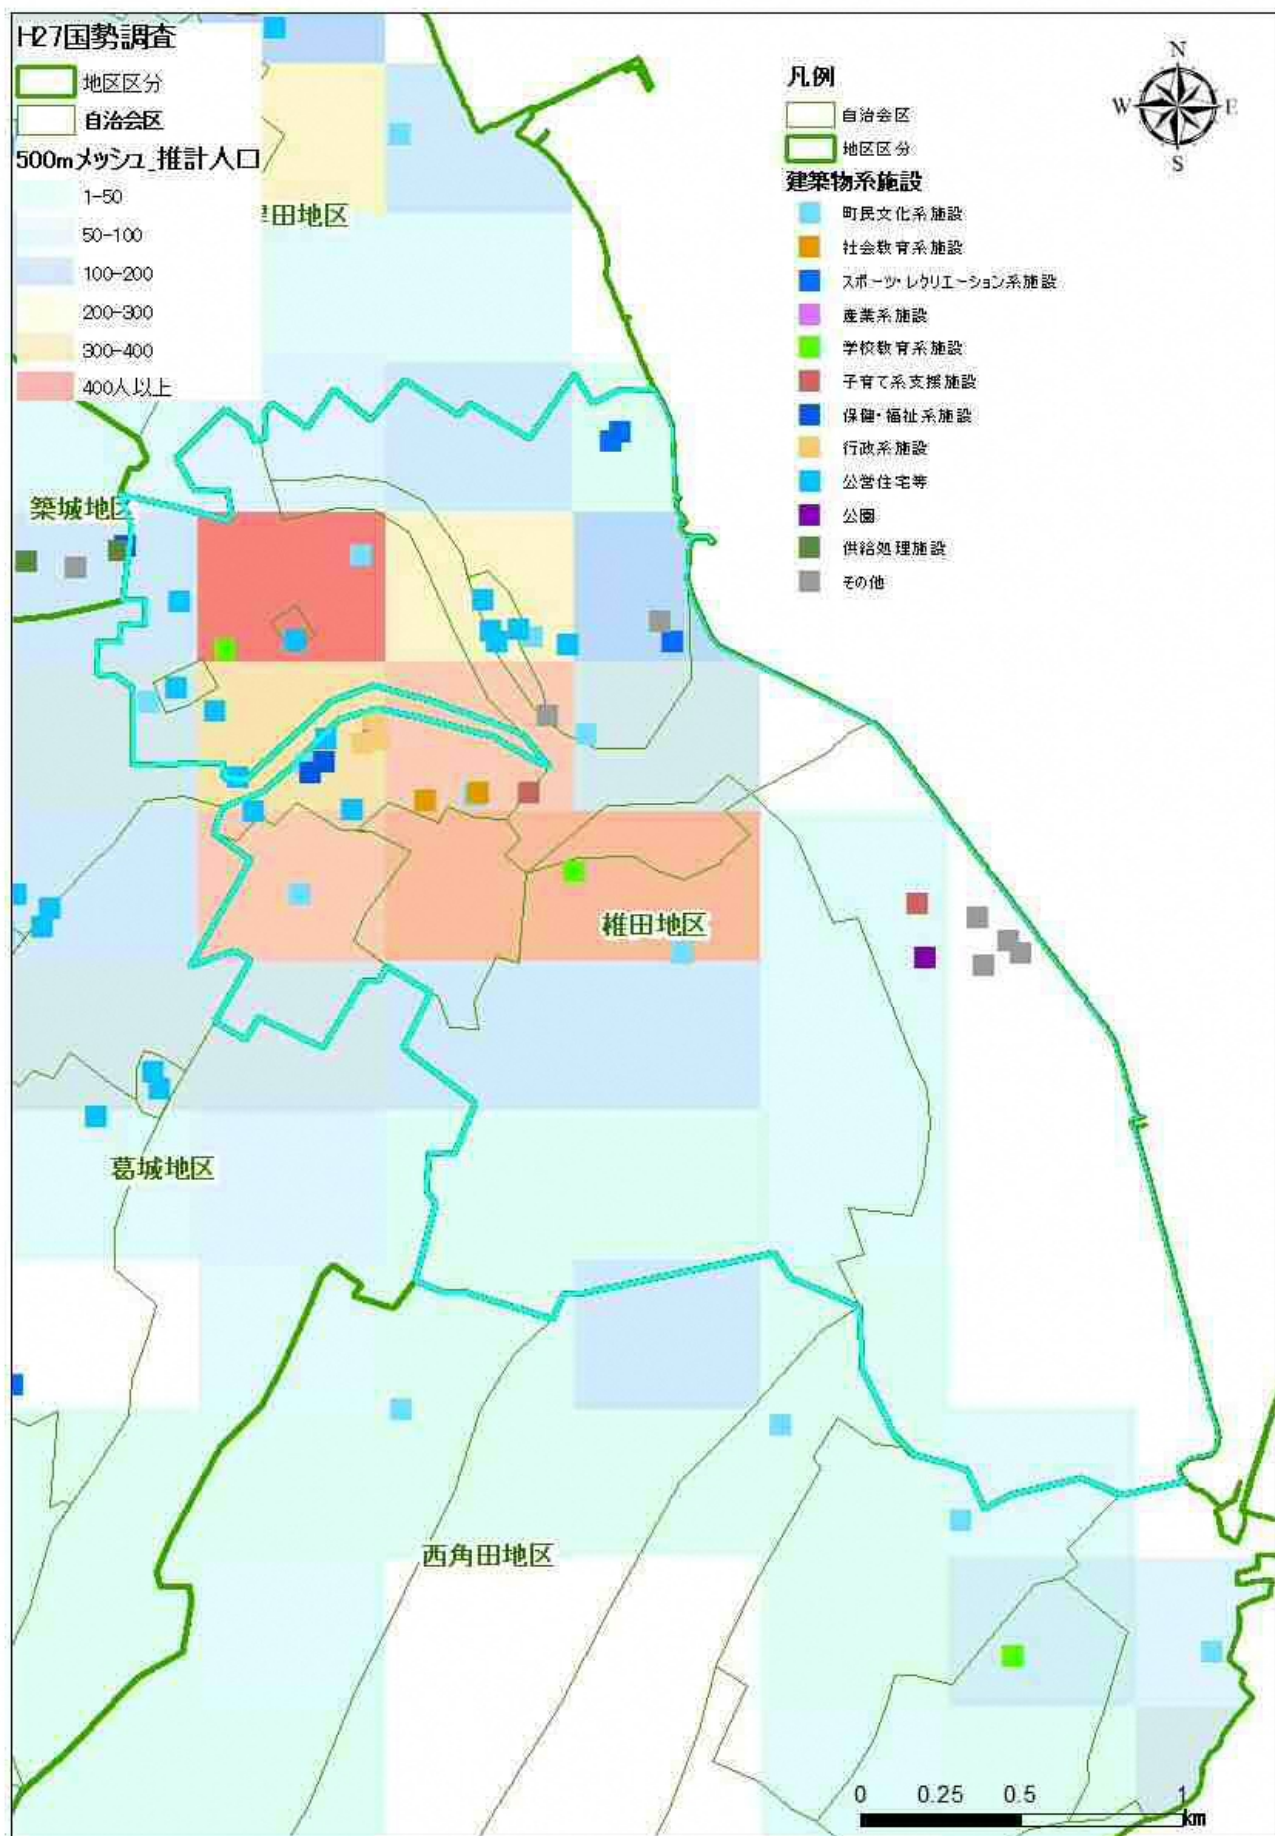 H27国勢調査
地区区分
自治会区
500mメッシュ_推計人口
1-50
50-100
100-200
200-300
300-400
400人以上
凡例
自治会区
地区区分
建築物系施設
町民文化系施設
社会教育系施設
スポーツ・レクリエーション系施設
産業系施設
学校教育系施設
子育て系支援施設
保健・福祉系施設
行政系施設
公営住宅等
公園
供給処理施設
その他
N
W E
S
田地区
築城地区
椎田地区
葛城地区
西角田地区
0 0.25 0.5 1
km